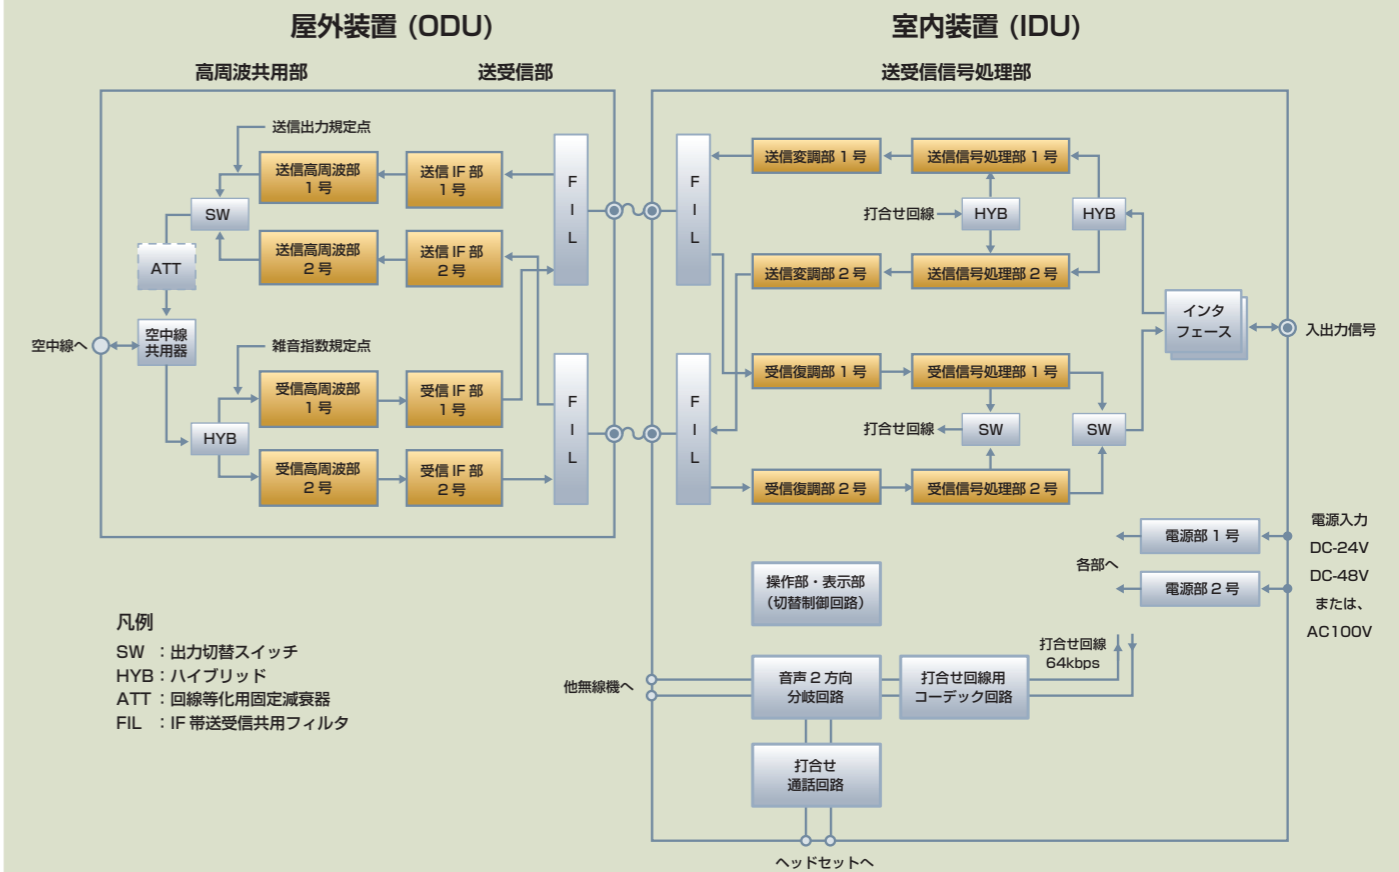 屋外装置 (ODU)
室内装置 (IDU)
高周波共用部
送受信部
送受信信号処理部
送信出力規定点
送信高周波部
1 号
送信 IF 部
1 号
SW
送信高周波部
2 号
送信 IF 部
2 号
ATT
空中線へ
空中線
共用器
雑音指数規定点
受信高周波部
1 号
受信 IF 部
1 号
HYB
受信高周波部
2 号
受信 IF 部
2 号
F
I
L
F
I
L
F
I
L
F
I
L
送信変調部 1 号
送信信号処理部 1 号
打合せ回線
HYB
HYB
送信変調部 2 号
送信信号処理部 2 号
インタ
フェース
入出力信号
受信復調部 1 号
受信信号処理部 1 号
打合せ回線
SW
SW
受信復調部 2 号
受信信号処理部 2 号
電源部 1 号
各部へ
電源部 2 号
電源入力
DC-24V
DC-48V
または、
AC100V
操作部・表示部
（切替制御回路）
打合せ回線
64kbps
他無線機へ
音声 2 方向
分岐回路
打合せ回線用
コーデック回路
打合せ
通話回路
ヘッドセットへ
凡例
SW ：出力切替スイッチ
HYB：ハイブリッド
ATT ：回線等化用固定減衰器
FIL ：IF 帯送受信共用フィルタ